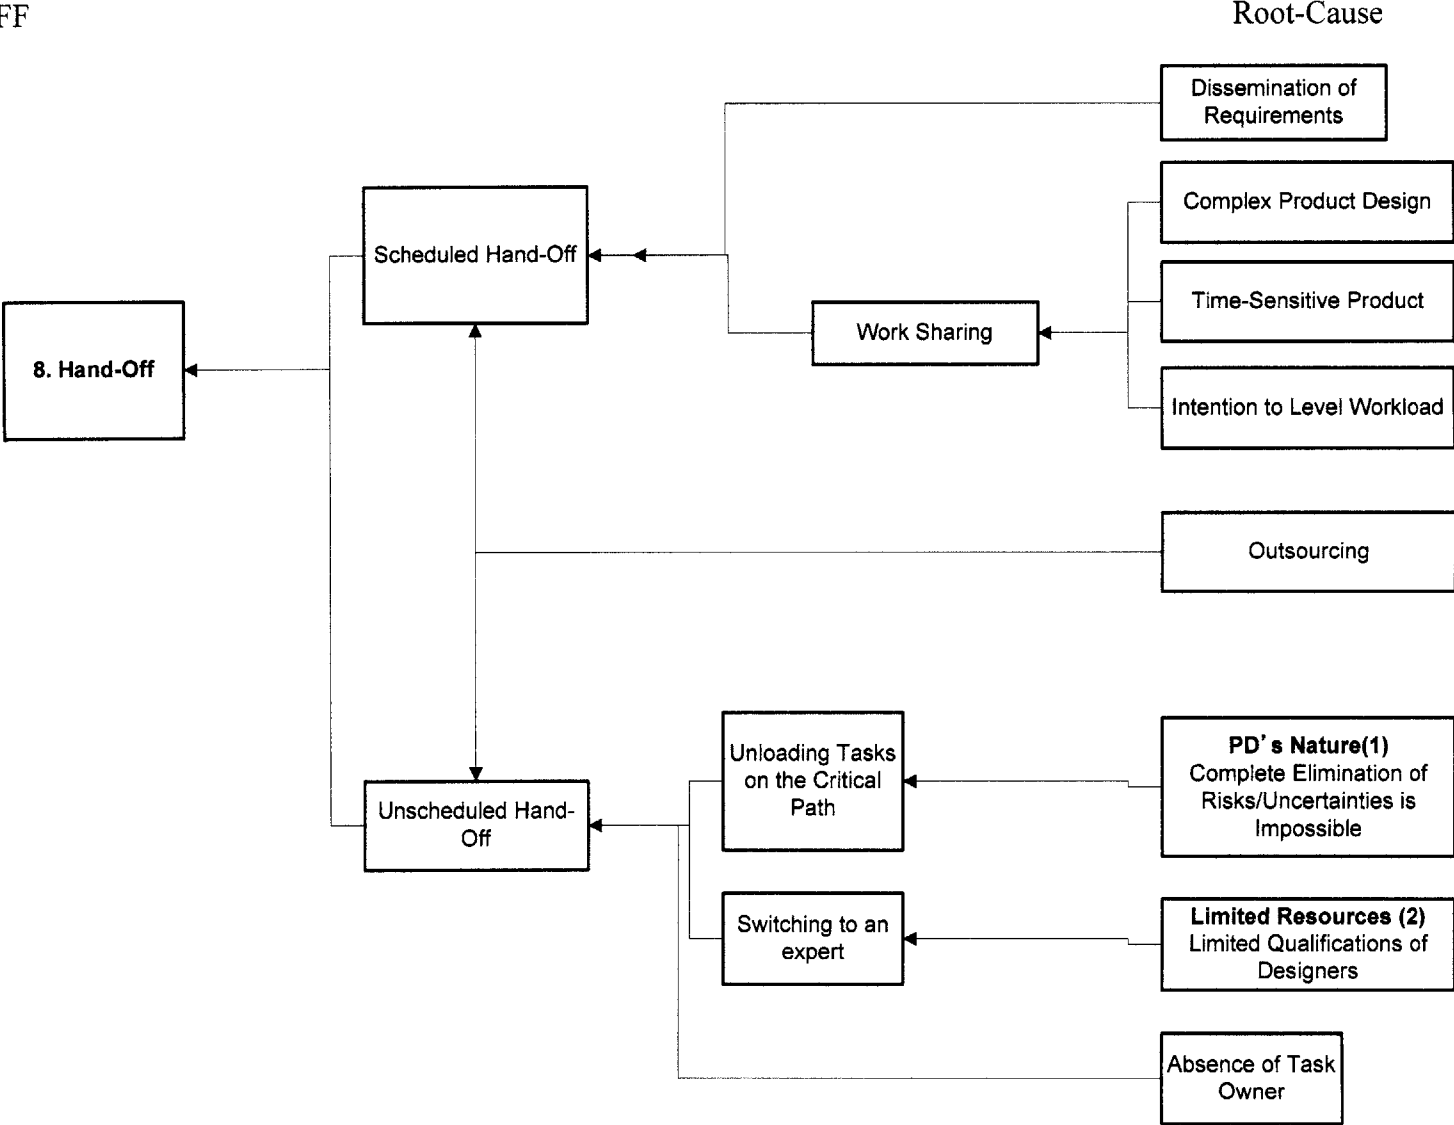 FF
Root-Cause
Dissemination of
Requirements
Complex Product Design
Scheduled Hand-Off
Time-Sensitive Product
Work Sharing
8. Hand-Off
Intention to Level Workload
Outsourcing
Unloading Tasks
on the Critical
Path
PD's Nature(1)
Complete Elimination of
Risks/Uncertainties is
Impossible
Unscheduled Hand-
Off
Switching to an
expert
Limited Resources (2)
Limited Qualifications of
Designers
Absence of Task
Owner